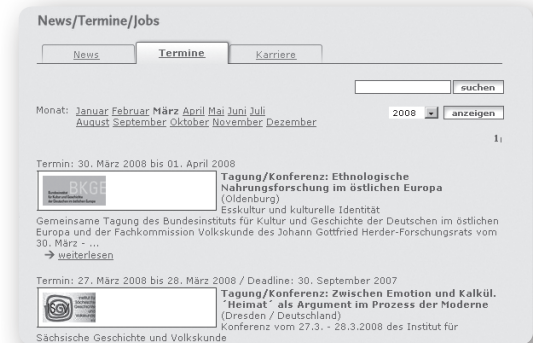 News/Termine/Jobs
News Termine Karriere
suchen
Monat: Januar Februar März April Mai Juni Juli
August September Oktober November Dezember
2008 anzeigen
1|
Termin: 30. März 2008 bis 01. April 2008
BKGE
Tagung/Konferenz: Ethnologische
Nahrungsforschung im östlichen Europa
(Oldenburg)
Esskultur und kulturelle Identität
Gemeinsame Tagung des Bundesinstituts für Kultur und Geschichte der Deutschen im östlichen
Europa und der Fachkommission Volkskunde des Johann Gottfried Herder-Forschungsrats vom
30. März - ...
→ weiterlesen
Termin: 27. März 2008 bis 28. März 2008 / Deadline: 30. September 2007
ISGV
Tagung/Konferenz: Zwischen Emotion und Kalkül.
´Heimat´ als Argument im Prozess der Moderne
(Dresden / Deutschland)
Konferenz vom 27.3. - 28.3.2008 des Institut für
Sächsische Geschichte und Volkskunde